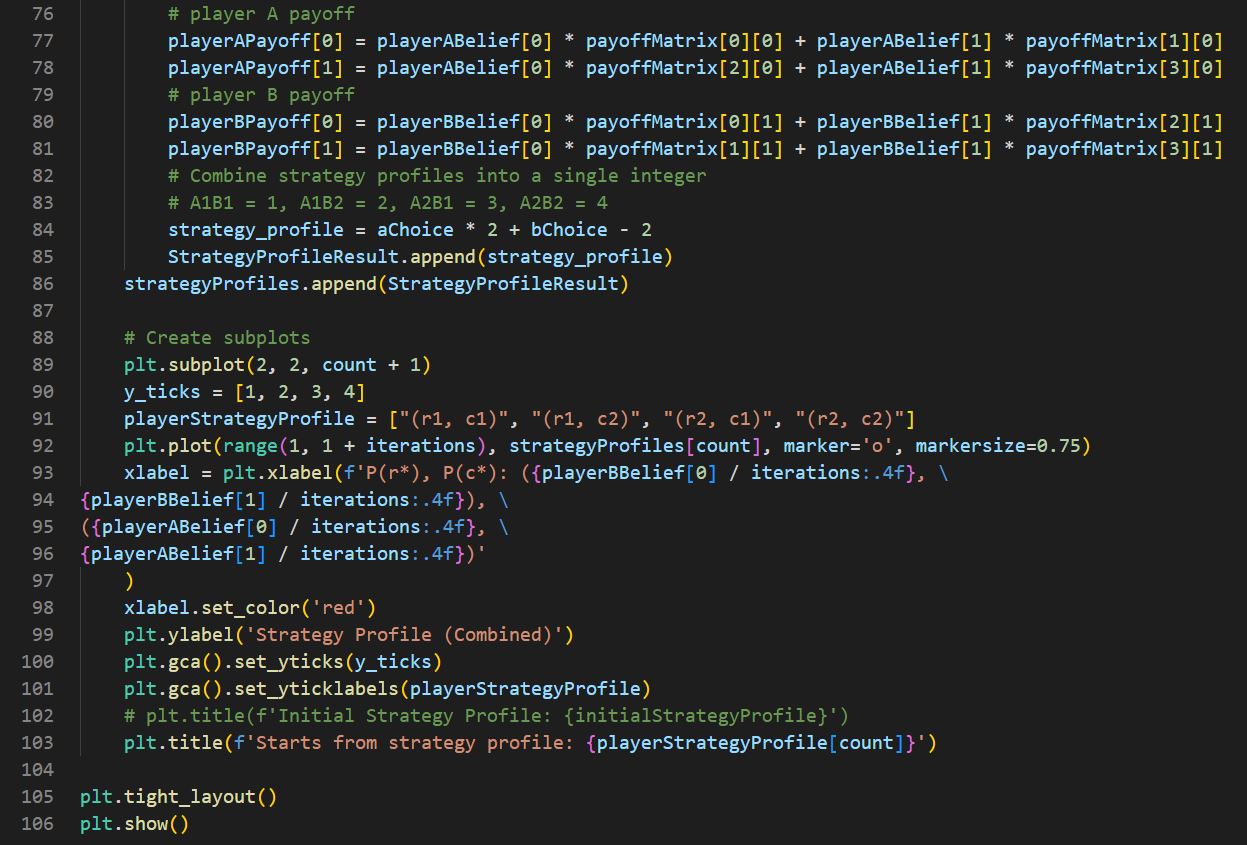 76 # player A payoff
77 playerAPayoff[0] = playerABelief[0] * payoffMatrix[0][0] + playerABelief[1] * payoffMatrix[1][0]
78 playerAPayoff[1] = playerABelief[0] * payoffMatrix[2][0] + playerABelief[1] * payoffMatrix[3][0]
79 # player B payoff
80 playerBPayoff[0] = playerBBelief[0] * payoffMatrix[0][1] + playerBBelief[1] * payoffMatrix[2][1]
81 playerBPayoff[1] = playerBBelief[0] * payoffMatrix[1][1] + playerBBelief[1] * payoffMatrix[3][1]
82 # Combine strategy profiles into a single integer
83 # A1B1 = 1, A1B2 = 2, A2B1 = 3, A2B2 = 4
84 strategy_profile = aChoice * 2 + bChoice - 2
85 StrategyProfileResult.append(strategy_profile)
86 strategyProfiles.append(StrategyProfileResult)
87
88 # Create subplots
89 plt.subplot(2, 2, count + 1)
90 y_ticks = [1, 2, 3, 4]
91 playerStrategyProfile = ["(r1, c1)", "(r1, c2)", "(r2, c1)", "(r2, c2)"]
92 plt.plot(range(1, 1 + iterations), strategyProfiles[count], marker='o', markersize=0.75)
93 xlabel = plt.xlabel(f'P(r*), P(c*): ({playerBBelief[0] / iterations:.4f}, \
94 {playerBBelief[1] / iterations:.4f}), \
95 ({playerABelief[0] / iterations:.4f}, \
96 {playerABelief[1] / iterations:.4f})'
97 )
98 xlabel.set_color('red')
99 plt.ylabel('Strategy Profile (Combined)')
100 plt.gca().set_yticks(y_ticks)
101 plt.gca().set_yticklabels(playerStrategyProfile)
102 # plt.title(f'Initial Strategy Profile: {initialStrategyProfile}')
103 plt.title(f'Starts from strategy profile: {playerStrategyProfile[count]}')
104
105 plt.tight_layout()
106 plt.show()